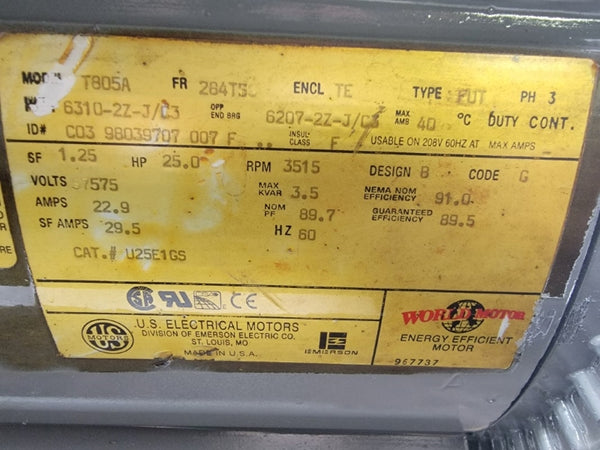 T805A FR 284TSC ENCL TE TYPE FUT PH 3
6310-2Z-J/C3 OPP END BRG 6207-2Z-J/C3 MAX AMB 40 °C DUTY CONT.
ID# C03 98039707 007 F INSUL CLASS F USABLE ON 208V 60HZ AT MAX AMPS
SF 1.25 HP 25.0 RPM 3515 DESIGN B CODE G
VOLTS 575 MAX KVAR 3.5 NEMA NOM EFFICIENCY 91.0
AMPS 22.9 NOM PF 89.7 GUARANTEED EFFICIENCY 89.5
SF AMPS 29.5 HZ 60
CAT.# U25E1GS
CE
U.S. ELECTRICAL MOTORS
DIVISION OF EMERSON ELECTRIC CO.
ST. LOUIS, MO
MADE IN U.S.A.
US MOTORS
EMERSON
WORLD MOTOR
ENERGY EFFICIENT
MOTOR
967737